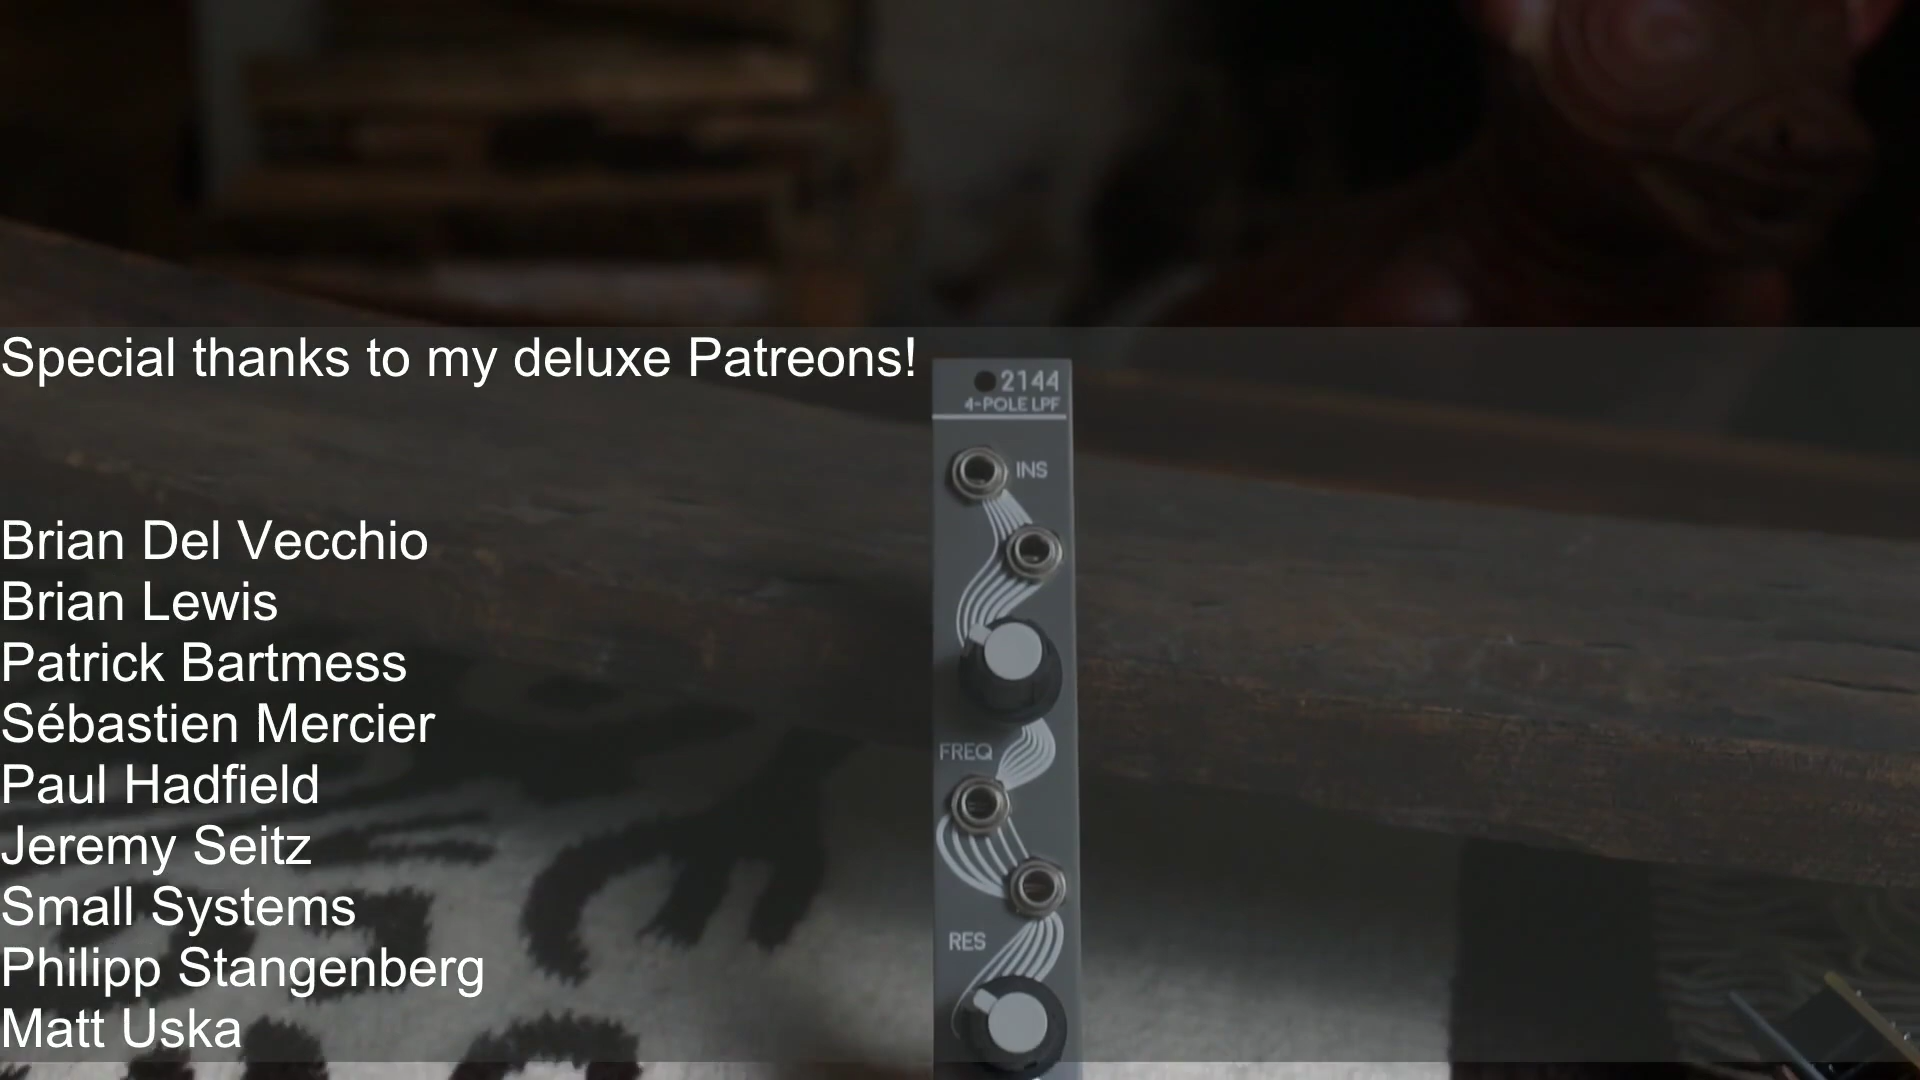 Special thanks to my deluxe Patreons!
2144
4-POLE LPF
INS
Brian Del Vecchio
Brian Lewis
Patrick Bartmess
Sébastien Mercier
FREQ
Paul Hadfield
Jeremy Seitz
Small Systems
RES
Philipp Stangenberg
Matt Uska